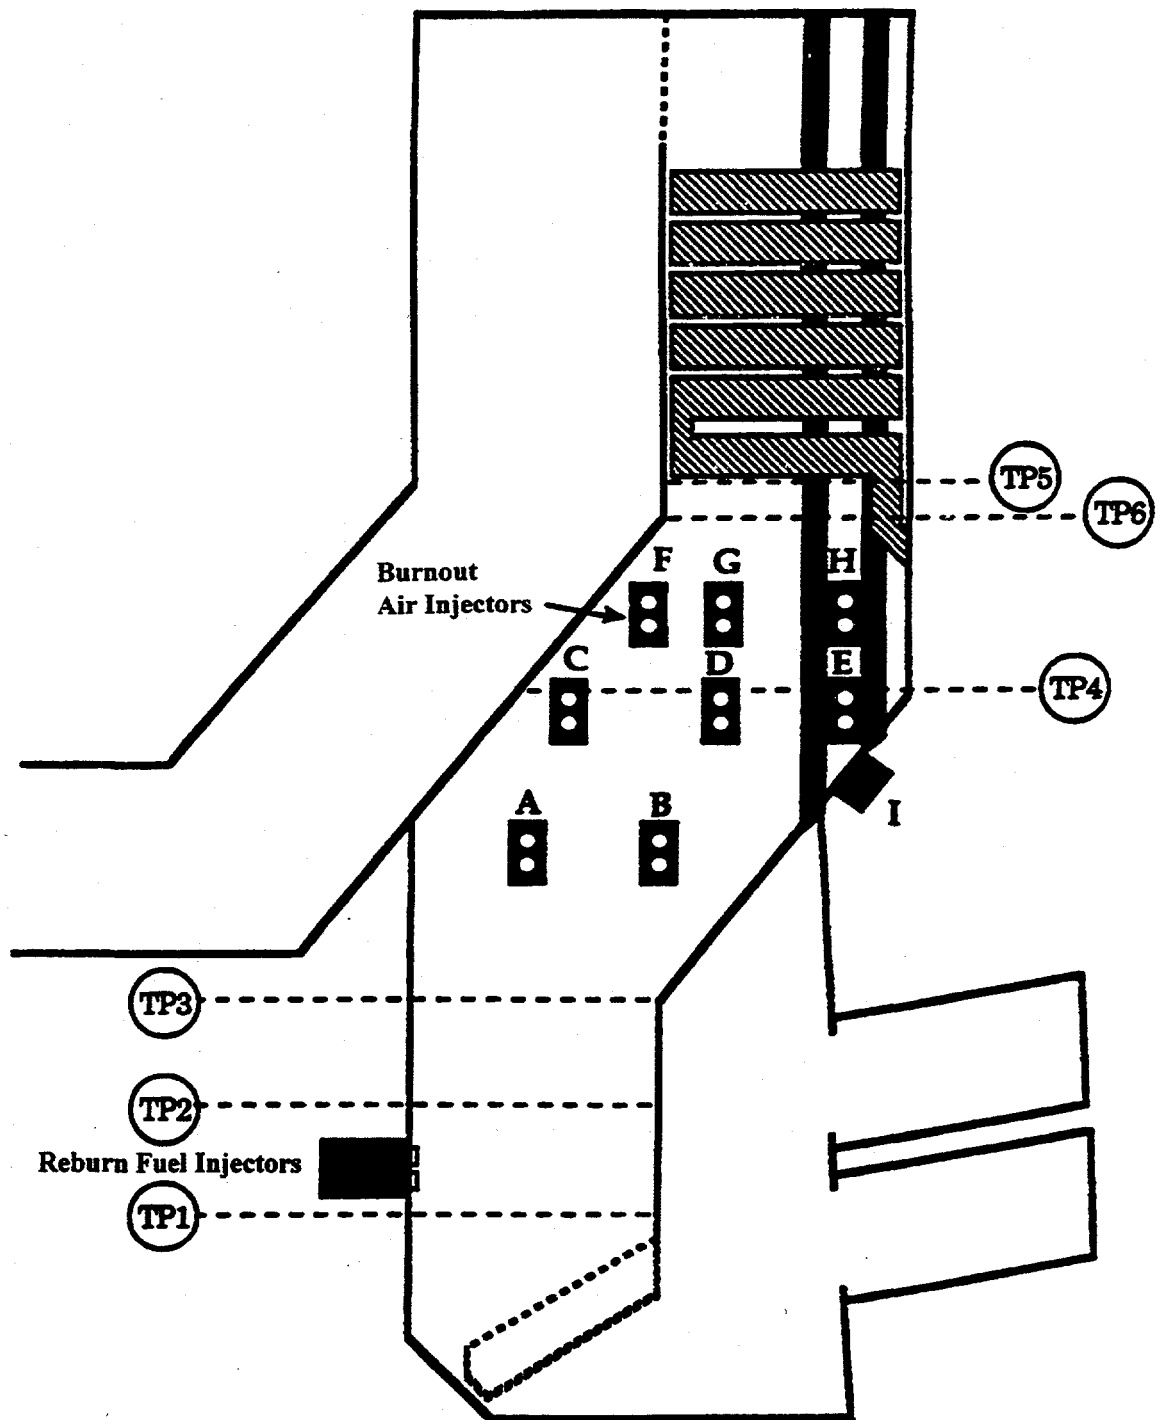 TP5
TP6
F G H
Burnout
Air Injectors
C D E
TP4
A B
I
TP3
TP2
Reburn Fuel Injectors
TP1